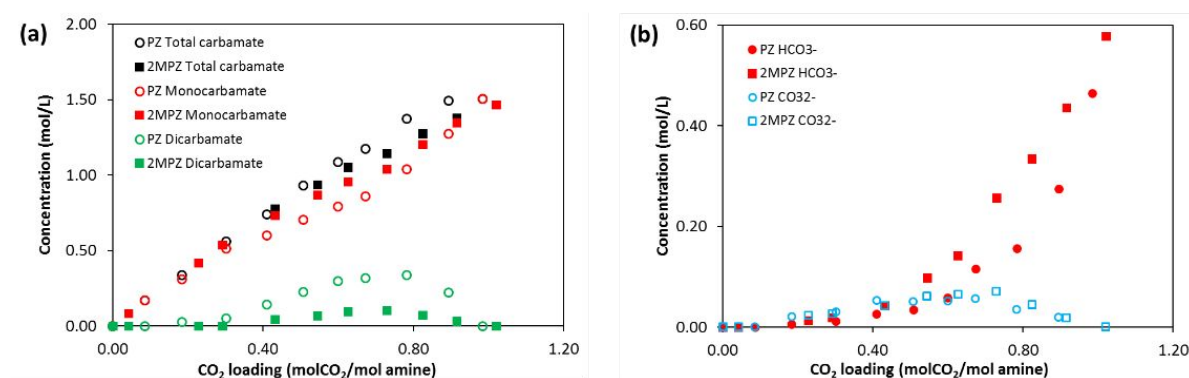 (a)
Concentration (mol/L)
2.00
1.50
1.00
0.50
0.00
PZ Total carbamate
2MPZ Total carbamate
PZ Monocarbamate
2MPZ Monocarbamate
PZ Dicarbamate
2MPZ Dicarbamate
0.00 0.40 0.80 1.20
CO₂ loading (molCO₂/mol amine)
(b)
Concentration (mol/L)
0.60
0.40
0.20
0.00
PZ HCO3-
2MPZ HCO3-
PZ CO32-
2MPZ CO32-
0.00 0.40 0.80 1.20
CO₂ loading (molCO₂/mol amine)